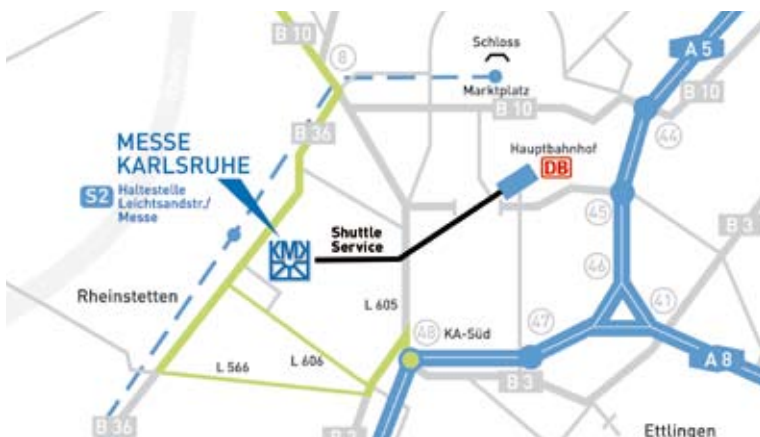 B 10
8
Schloss
A 5
Marktplatz
B 10
B 10
44
B 36
MESSE
KARLSRUHE
Hauptbahnhof
DB
S2
Haltestelle
Leichtsandstr./
Messe
45
B 3
Shuttle
Service
46
Rheinstetten
L 605
41
48
KA-Süd
47
L 606
L 566
A 8
B 3
B 36
B 3
Ettlingen